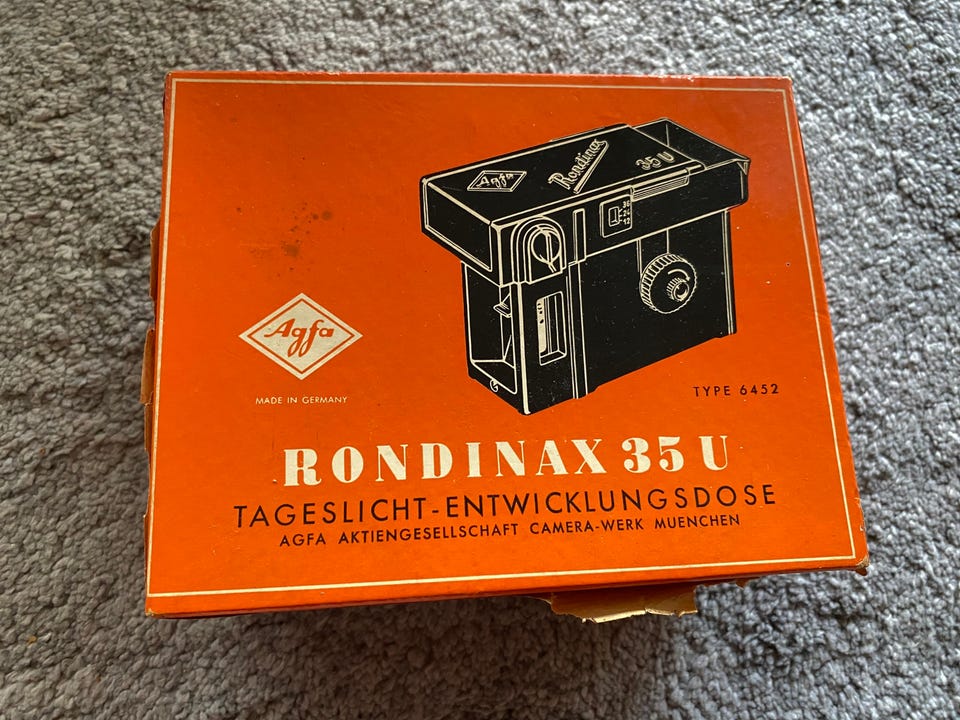 Agfa
Rondinax
35 U
36
24
12
Agfa
MADE IN GERMANY
TYPE 6452
RONDINAX 35 U
TAGESLICHT-ENTWICKLUNGSDOSE
AGFA AKTIENGESELLSCHAFT CAMERA-WERK MUENCHEN